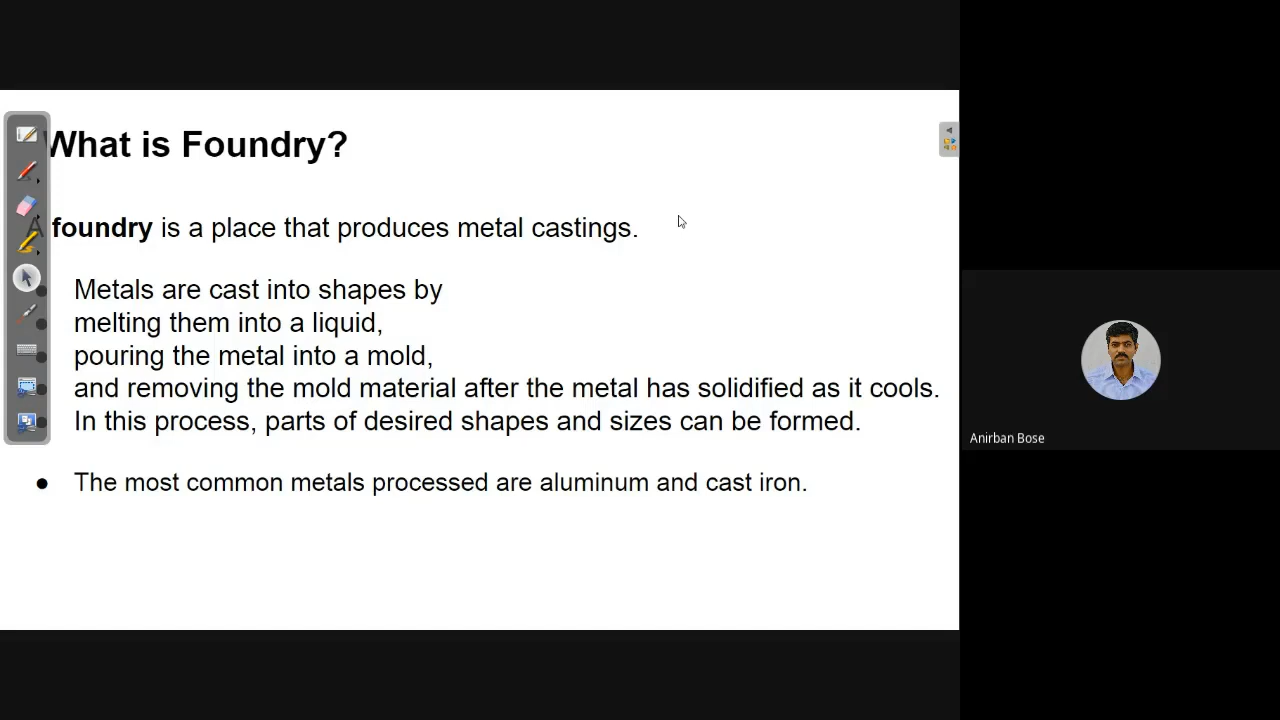 What is Foundry?
A foundry is a place that produces metal castings.
Metals are cast into shapes by
melting them into a liquid,
pouring the metal into a mold,
and removing the mold material after the metal has solidified as it cools.
In this process, parts of desired shapes and sizes can be formed.
● The most common metals processed are aluminum and cast iron.
Anirban Bose